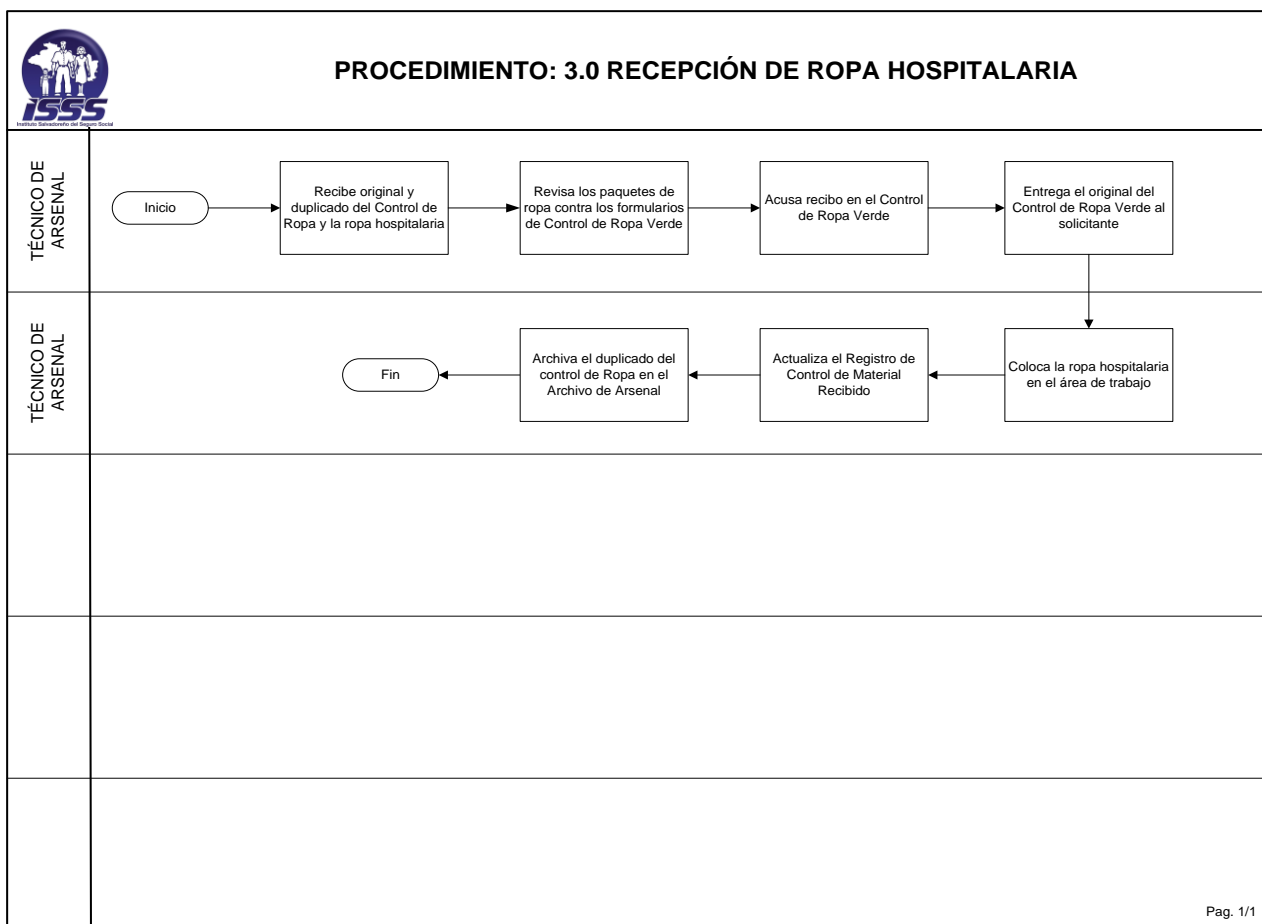 PROCEDIMIENTO: 3.0 RECEPCIÓN DE ROPA HOSPITALARIA
ISSS
Instituto Salvadoreño del Seguro Social
TÉCNICO DE
ARSENAL
Inicio
Recibe original y
duplicado del Control de
Ropa y la ropa hospitalaria
Revisa los paquetes de
ropa contra los formularios
de Control de Ropa Verde
Acusa recibo en el Control
de Ropa Verde
Entrega el original del
Control de Ropa Verde al
solicitante
TÉCNICO DE
ARSENAL
Coloca la ropa hospitalaria
en el área de trabajo
Actualiza el Registro de
Control de Material
Recibido
Archiva el duplicado del
control de Ropa en el
Archivo de Arsenal
Fin
Pag. 1/1